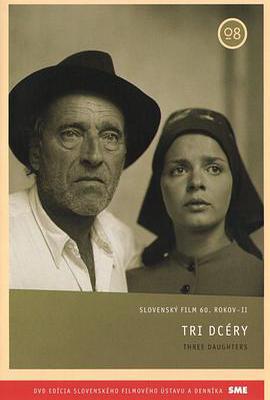 08
SLOVENSKÝ FILM 60. ROKOV-II
TRI DCÉRY
THREE DAUGHTERS
DVD EDÍCIA SLOVENSKÉHO FILMOVÉHO ÚSTAVU A DENNÍKA SME